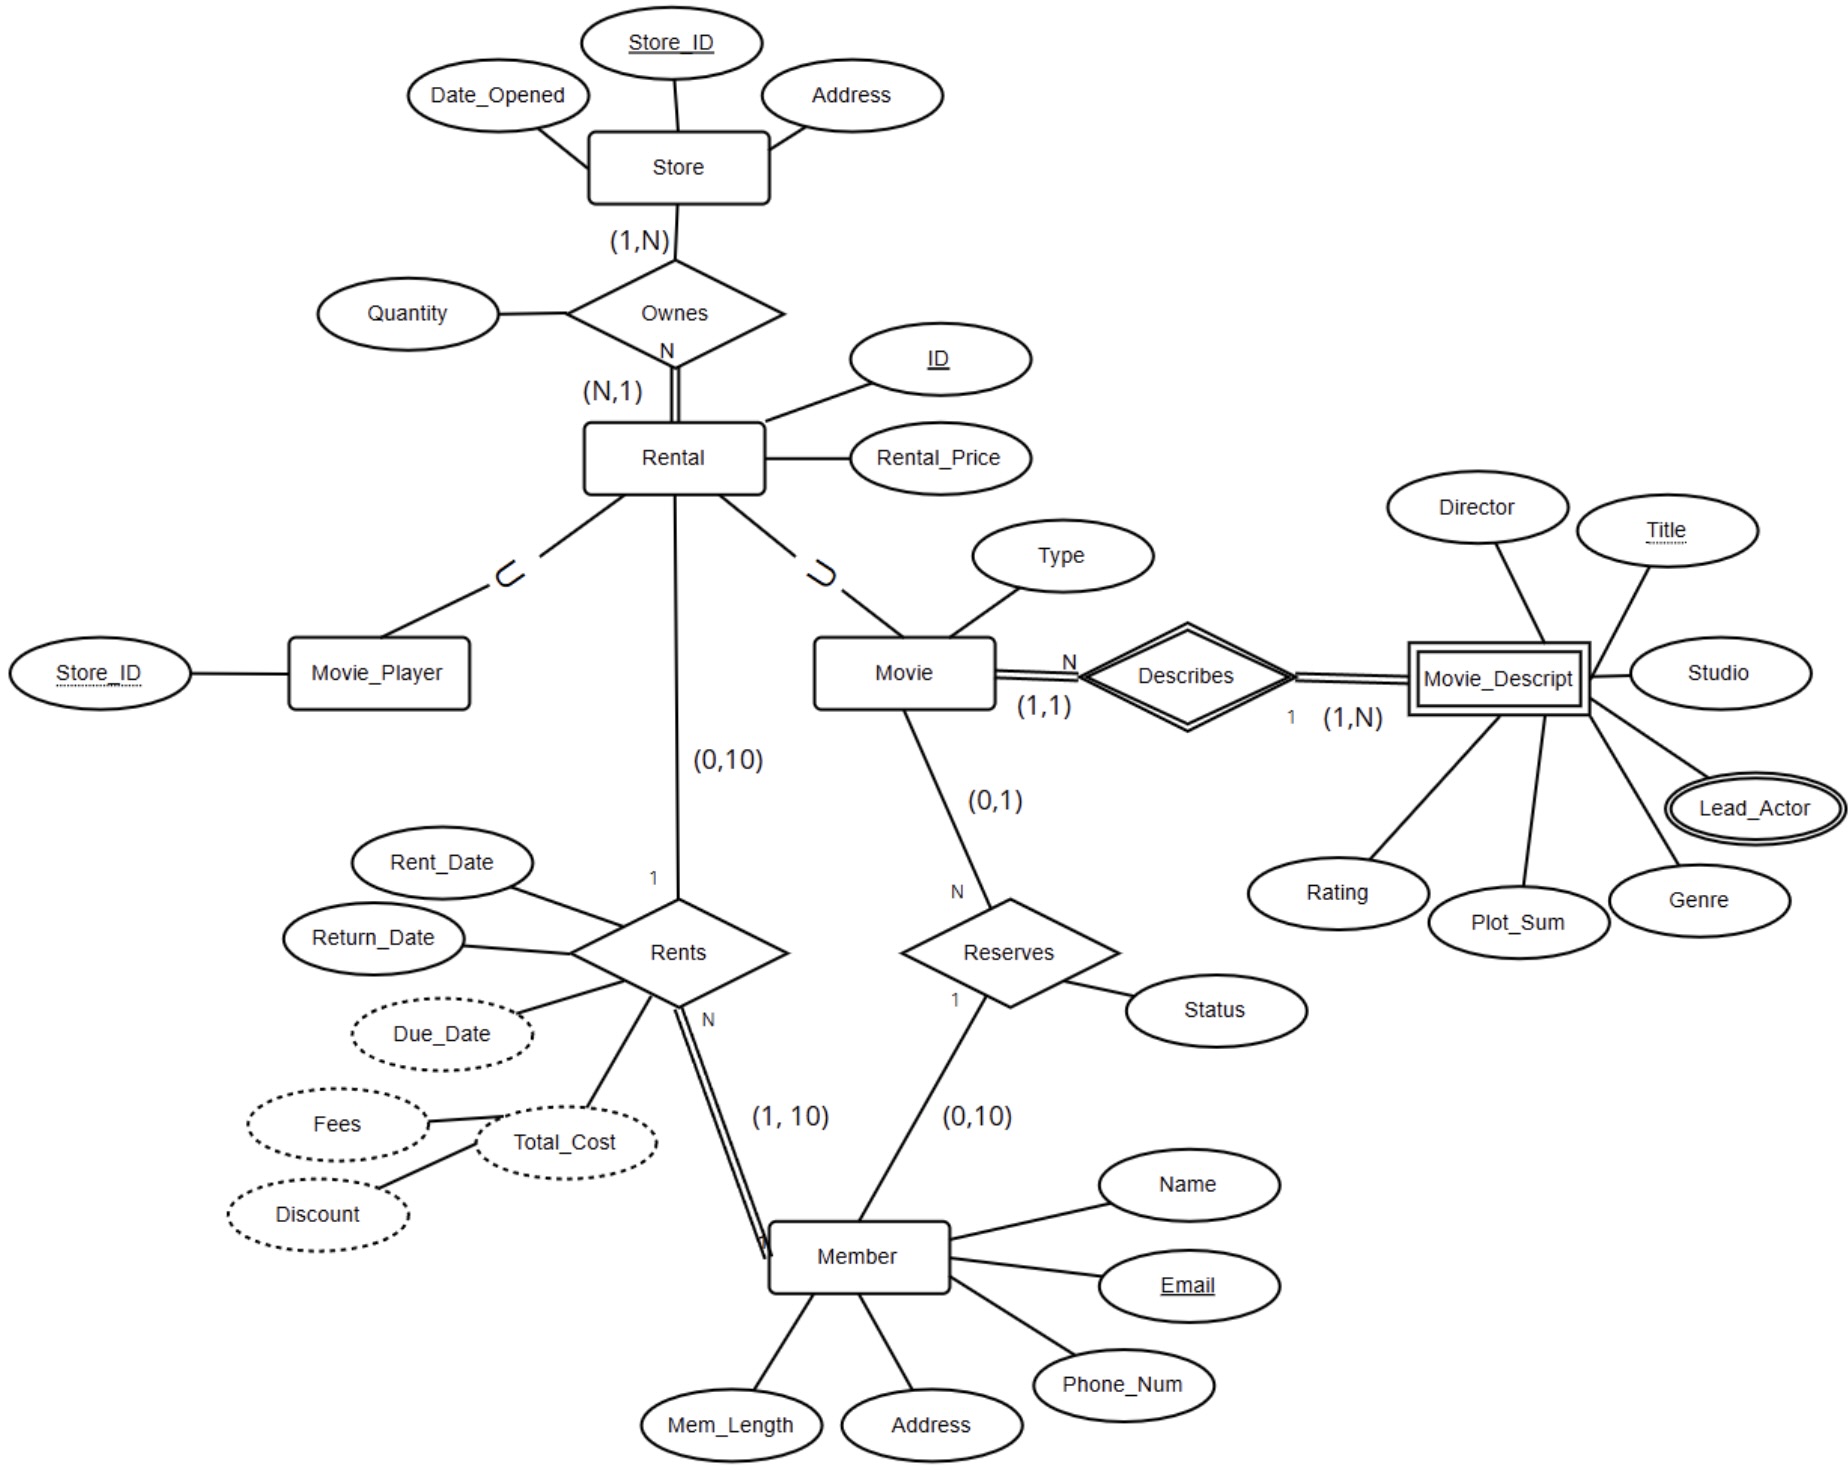 Store_ID
Date_Opened
Address
Store
(1,N)
Quantity
Ownes
N
(N,1)
ID
Rental
Rental_Price
Director
Title
Type
Store_ID
Movie_Player
Movie
N
Describes
Movie_Descript
Studio
(1,1)
1
(1,N)
(0,10)
(0,1)
Lead_Actor
Rent_Date
1
N
Rating
Plot_Sum
Genre
Return_Date
Rents
Reserves
Due_Date
N
1
Status
Fees
Total_Cost
(1, 10)
(0,10)
Discount
Name
Member
Email
Phone_Num
Mem_Length
Address